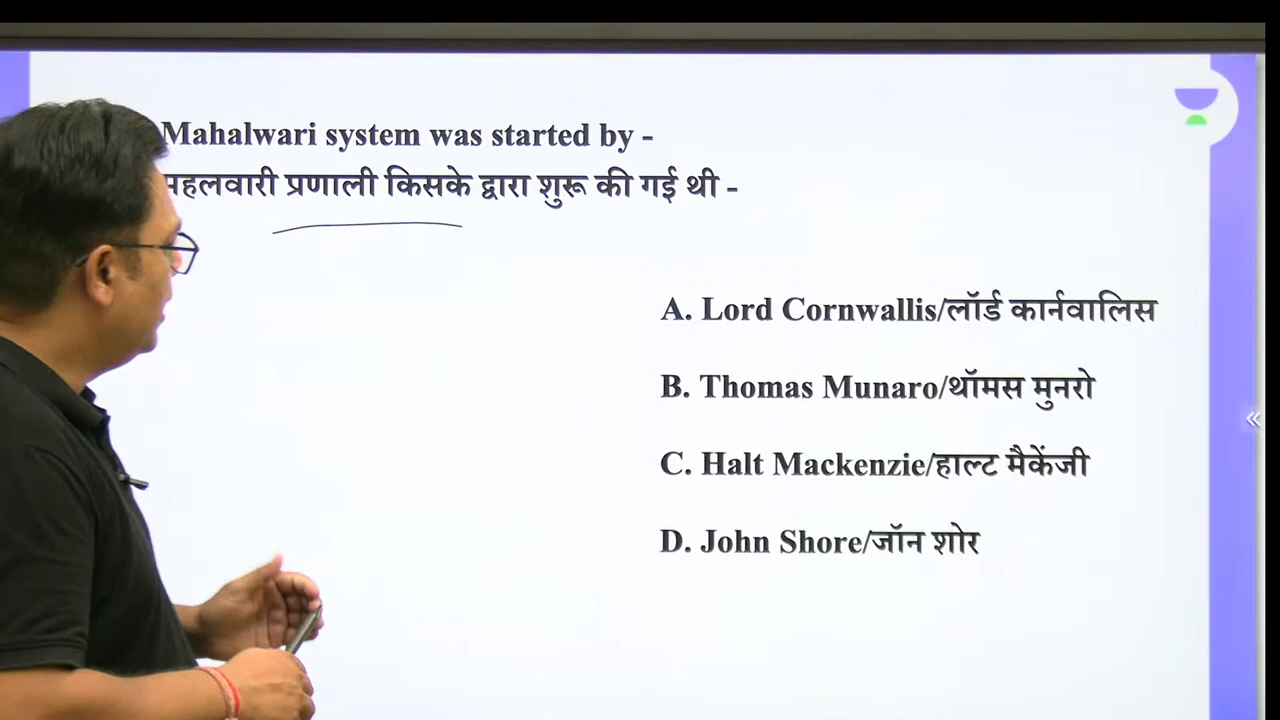 Mahalwari system was started by -
महलवारी प्रणाली किसके द्वारा शुरू की गई थी -
A. Lord Cornwallis/लॉर्ड कार्नवालिस
B. Thomas Munaro/थॉमस मुनरो
C. Halt Mackenzie/हाल्ट मैकेंजी
D. John Shore/जॉन शोर